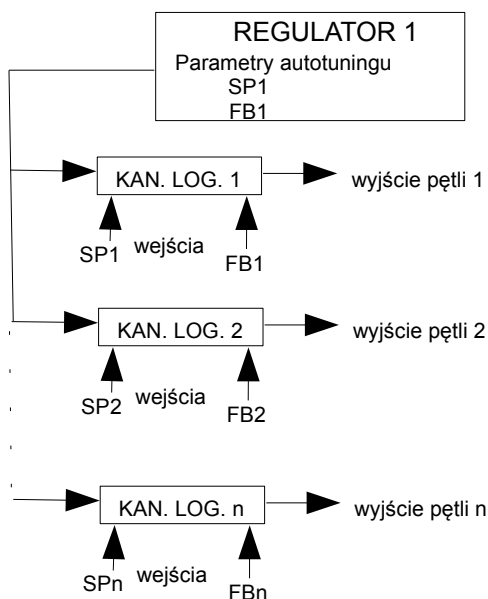 REGULATOR 1
Parametry autotuningu
SP1
FB1
KAN. LOG. 1
wyjście pętli 1
SP1
wejścia
FB1
KAN. LOG. 2
wyjście pętli 2
SP2
wejścia
FB2
KAN. LOG. n
wyjście pętli n
SPn
wejścia
FBn